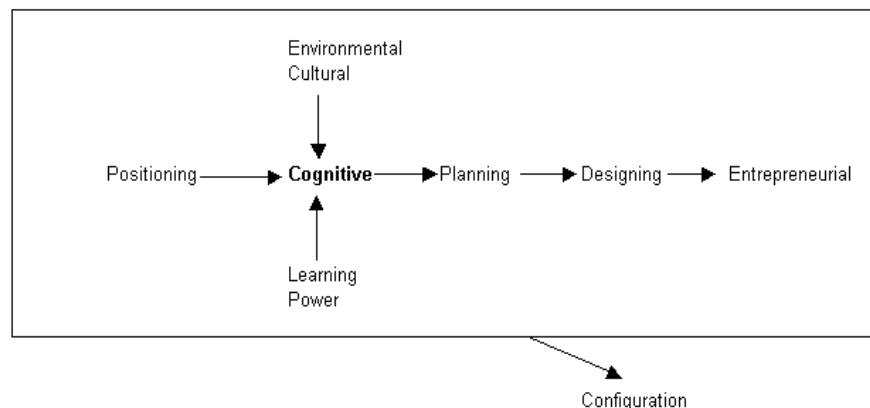 Environmental
Cultural
Positioning Cognitive Planning Designing Entrepreneurial
Learning
Power
Configuration